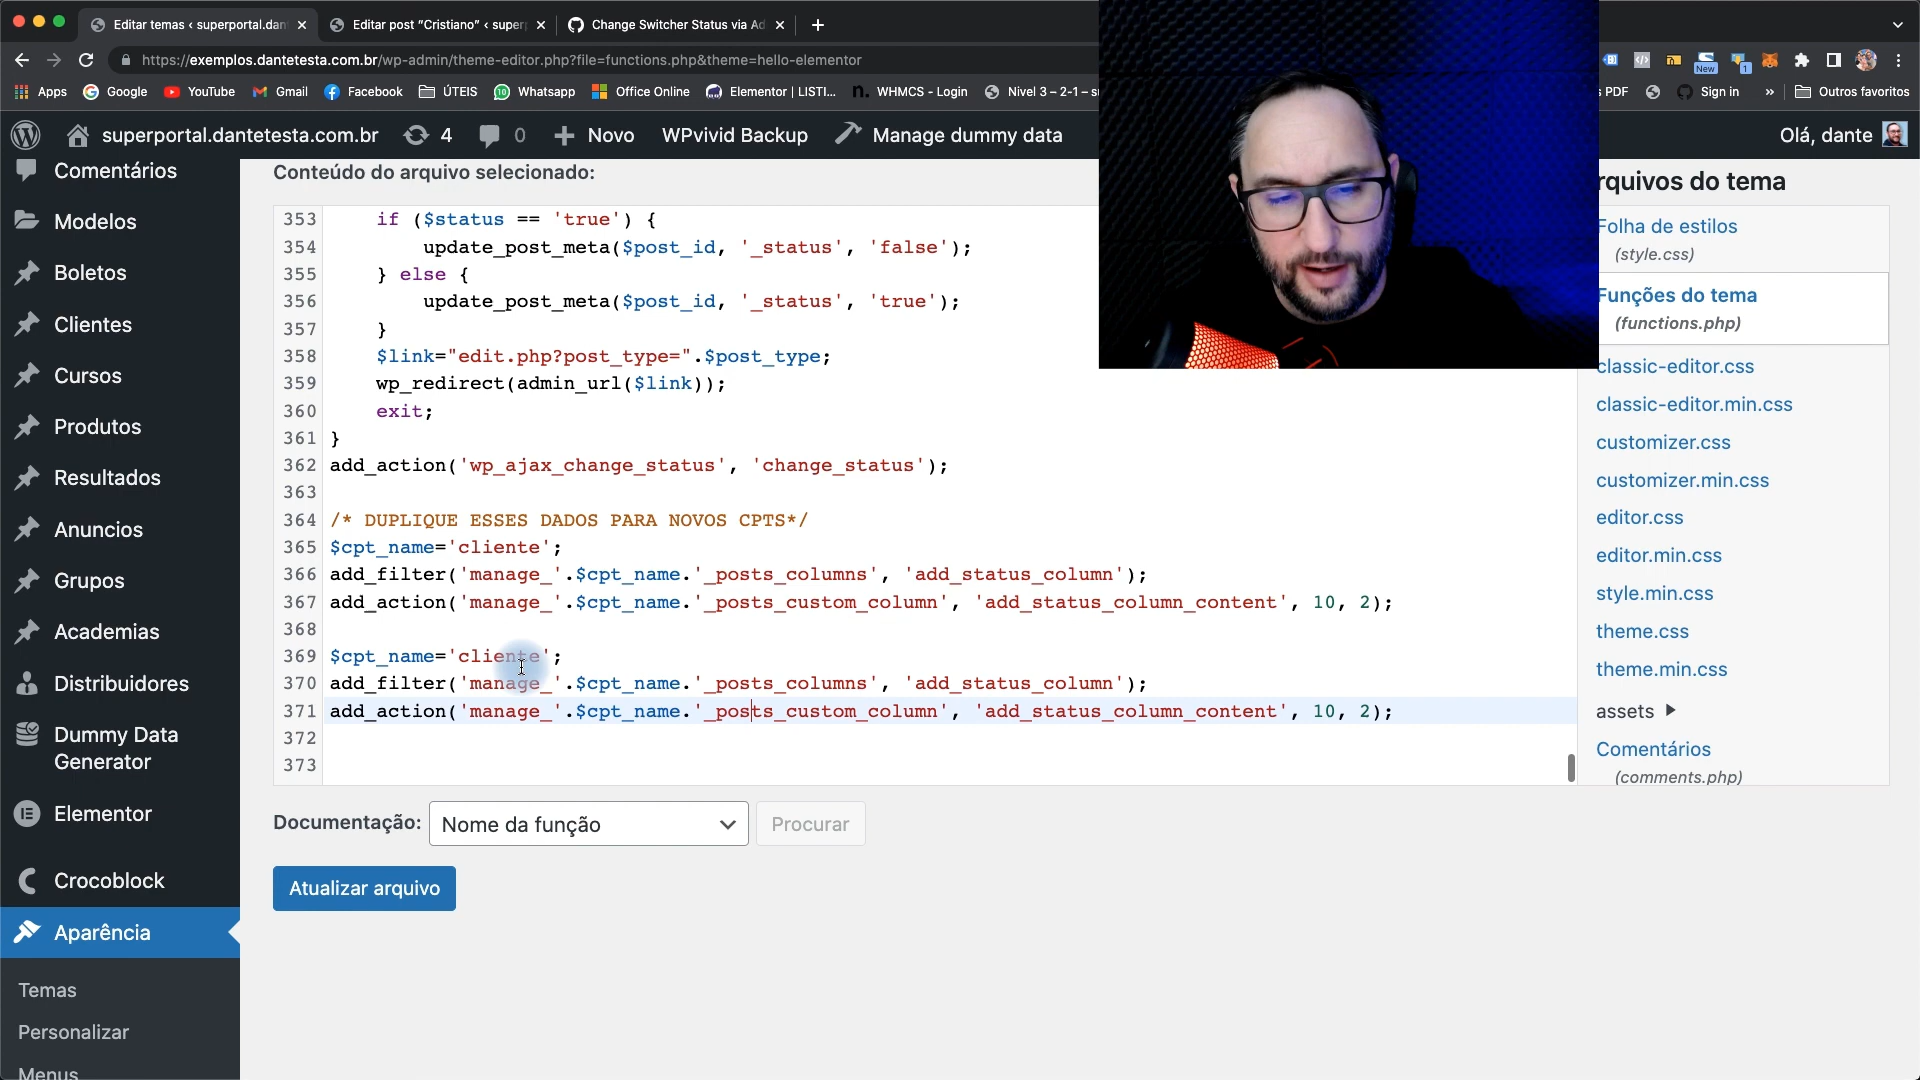 Editar temas ‹ superportal.dan
Editar post "Cristiano" ‹ super
Change Switcher Status via Ad
https://exemplos.dantetesta.com.br/wp-admin/theme-editor.php?file=functions.php&theme=hello-elementor
New
1
Apps
Google
YouTube
Gmail
Facebook
ÚTEIS
10
Whatsapp
Office Online
Elementor | LISTI...
n.
WHMCS - Login
Nivel 3 – 2-1 –
PDF
Sign in
»
Outros favoritos
superportal.dantetesta.com.br
4
0
Novo
WPvivid Backup
Manage dummy data
Olá, dante
Comentários
Modelos
Boletos
Clientes
Cursos
Produtos
Resultados
Anuncios
Grupos
Academias
Distribuidores
Dummy Data
Generator
Elementor
Crocoblock
Aparência
Temas
Personalizar
Menus
Conteúdo do arquivo selecionado:
353 if ($status == 'true') {
354 update_post_meta($post_id, '_status', 'false');
355 } else {
356 update_post_meta($post_id, '_status', 'true');
357 }
358 $link="edit.php?post_type=".$post_type;
359 wp_redirect(admin_url($link));
360 exit;
361 }
362 add_action('wp_ajax_change_status', 'change_status');
363
364 /* DUPLIQUE ESSES DADOS PARA NOVOS CPTS*/
365 $cpt_name='cliente';
366 add_filter('manage_'.$cpt_name.'_posts_columns', 'add_status_column');
367 add_action('manage_'.$cpt_name.'_posts_custom_column', 'add_status_column_content', 10, 2);
368
369 $cpt_name='cliente';
370 add_filter('manage_'.$cpt_name.'_posts_columns', 'add_status_column');
371 add_action('manage_'.$cpt_name.'_posts_custom_column', 'add_status_column_content', 10, 2);
372
373
Documentação:
Nome da função
Procurar
Atualizar arquivo
rquivos do tema
Folha de estilos
(style.css)
Funções do tema
(functions.php)
classic-editor.css
classic-editor.min.css
customizer.css
customizer.min.css
editor.css
editor.min.css
style.min.css
theme.css
theme.min.css
assets
Comentários
(comments.php)